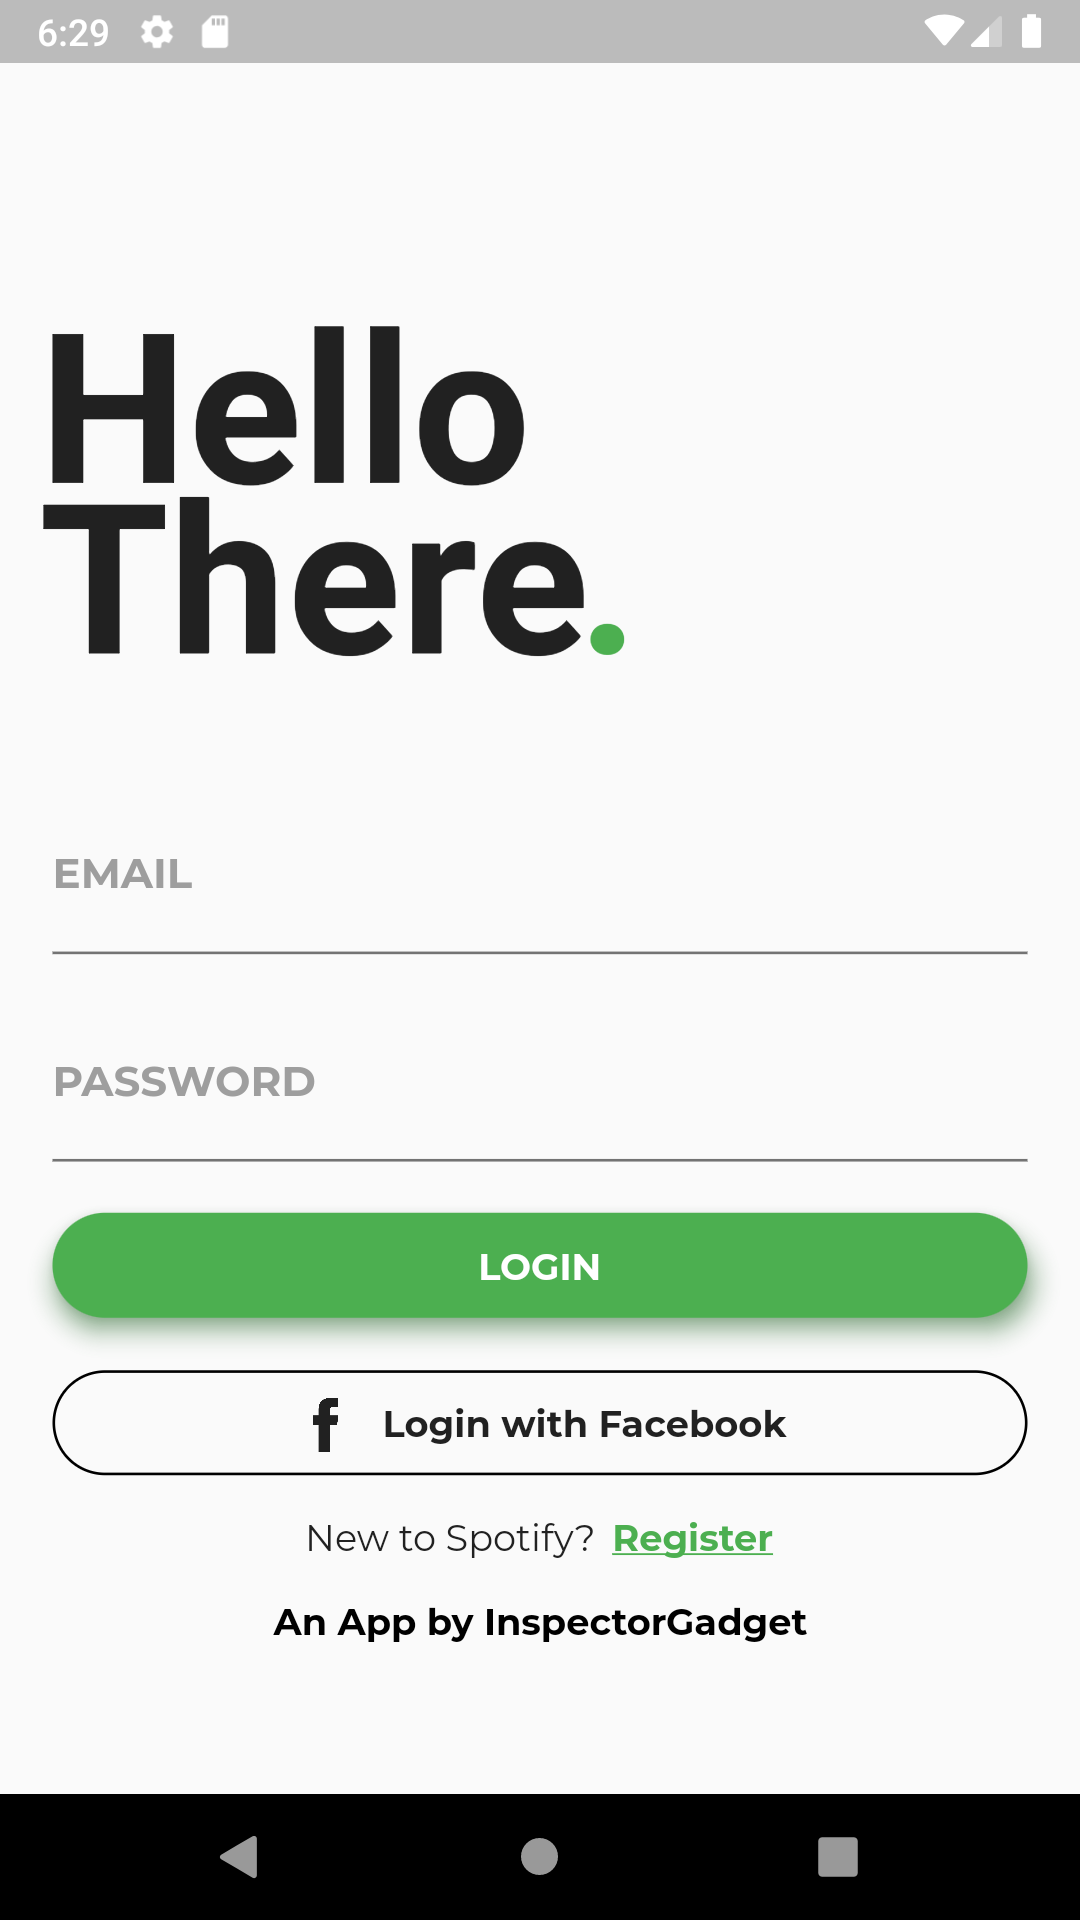 6:29
Hello
There.
EMAIL
PASSWORD
LOGIN
Login with Facebook
New to Spotify? Register
An App by InspectorGadget